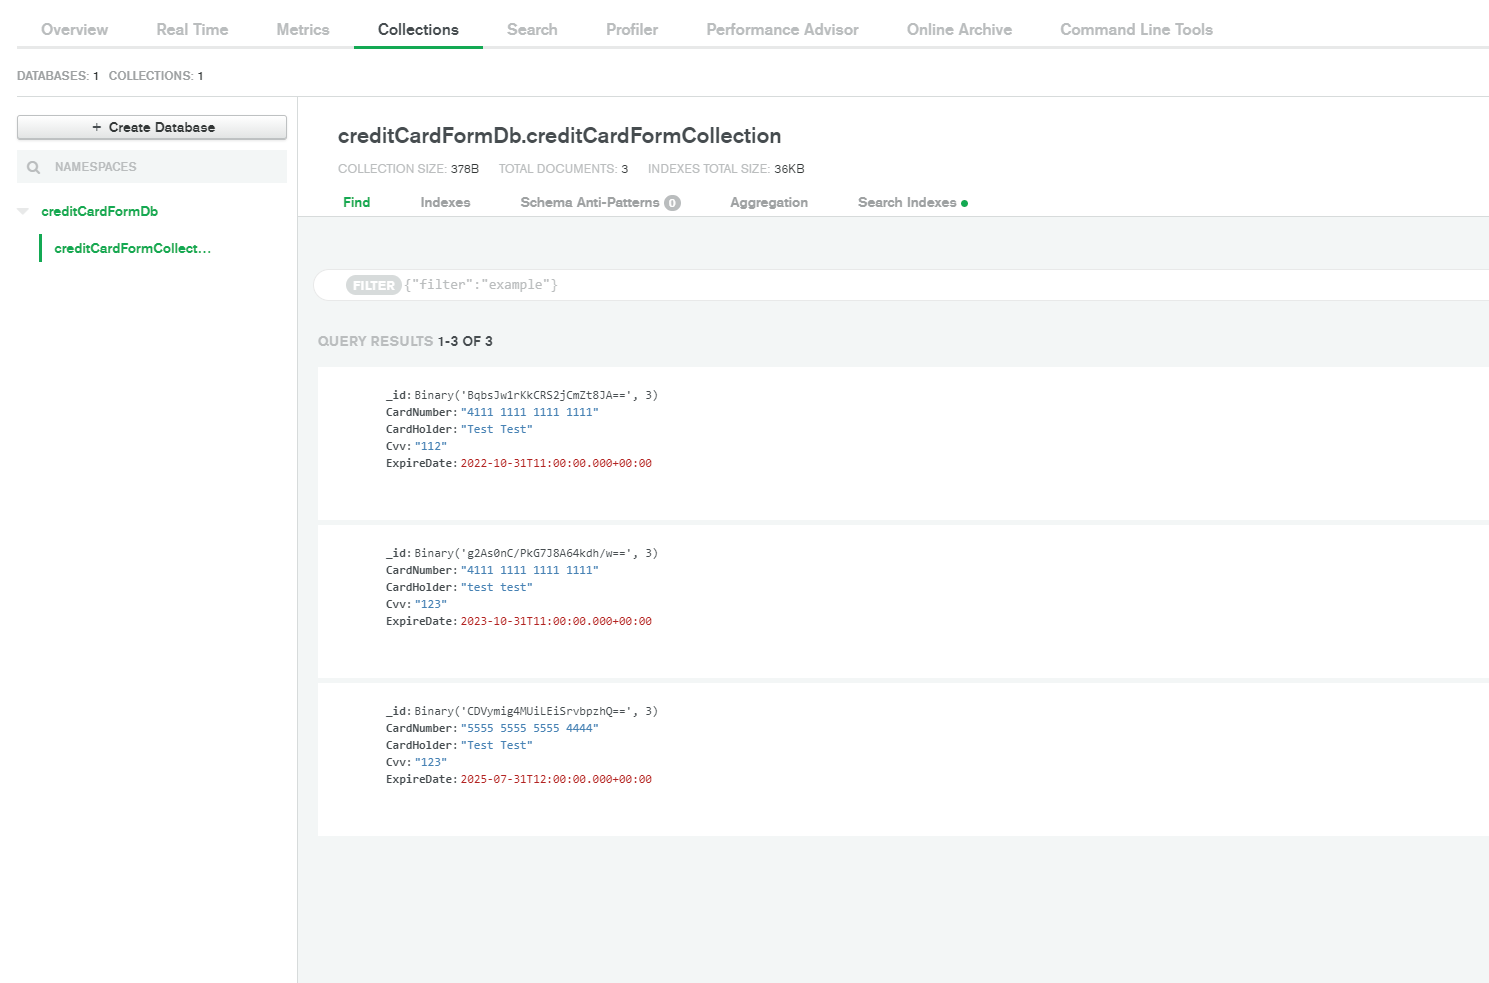 Overview Real Time Metrics Collections Search Profiler Performance Advisor Online Archive Command Line Tools
DATABASES: 1 COLLECTIONS: 1
+ Create Database
NAMESPACES
creditCardFormDb
creditCardFormCollect...
creditCardFormDb.creditCardFormCollection
COLLECTION SIZE: 378B TOTAL DOCUMENTS: 3 INDEXES TOTAL SIZE: 36KB
Find Indexes Schema Anti-Patterns 0 Aggregation Search Indexes
FILTER {"filter":"example"}
QUERY RESULTS 1-3 OF 3
_id: Binary('BqbsJw1rKkCRS2jCmZt8JA==', 3)
CardNumber: "4111 1111 1111 1111"
CardHolder: "Test Test"
Cvv: "112"
ExpireDate: 2022-10-31T11:00:00.000+00:00
_id: Binary('g2As0nC/PkG7J8A64kdh/w==', 3)
CardNumber: "4111 1111 1111 1111"
CardHolder: "test test"
Cvv: "123"
ExpireDate: 2023-10-31T11:00:00.000+00:00
_id: Binary('CDVymig4MUiLEiSrvbpzhQ==', 3)
CardNumber: "5555 5555 5555 4444"
CardHolder: "Test Test"
Cvv: "123"
ExpireDate: 2025-07-31T12:00:00.000+00:00